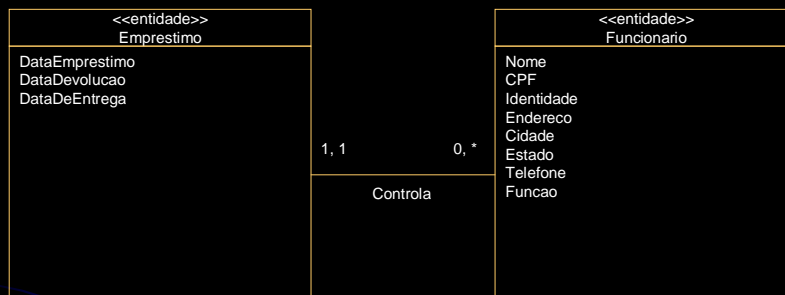 <<entidade>>
Emprestimo
DataEmprestimo
DataDevolucao
DataDeEntrega
1, 1
0, *
Controla
<<entidade>>
Funcionario
Nome
CPF
Identidade
Endereco
Cidade
Estado
Telefone
Funcao